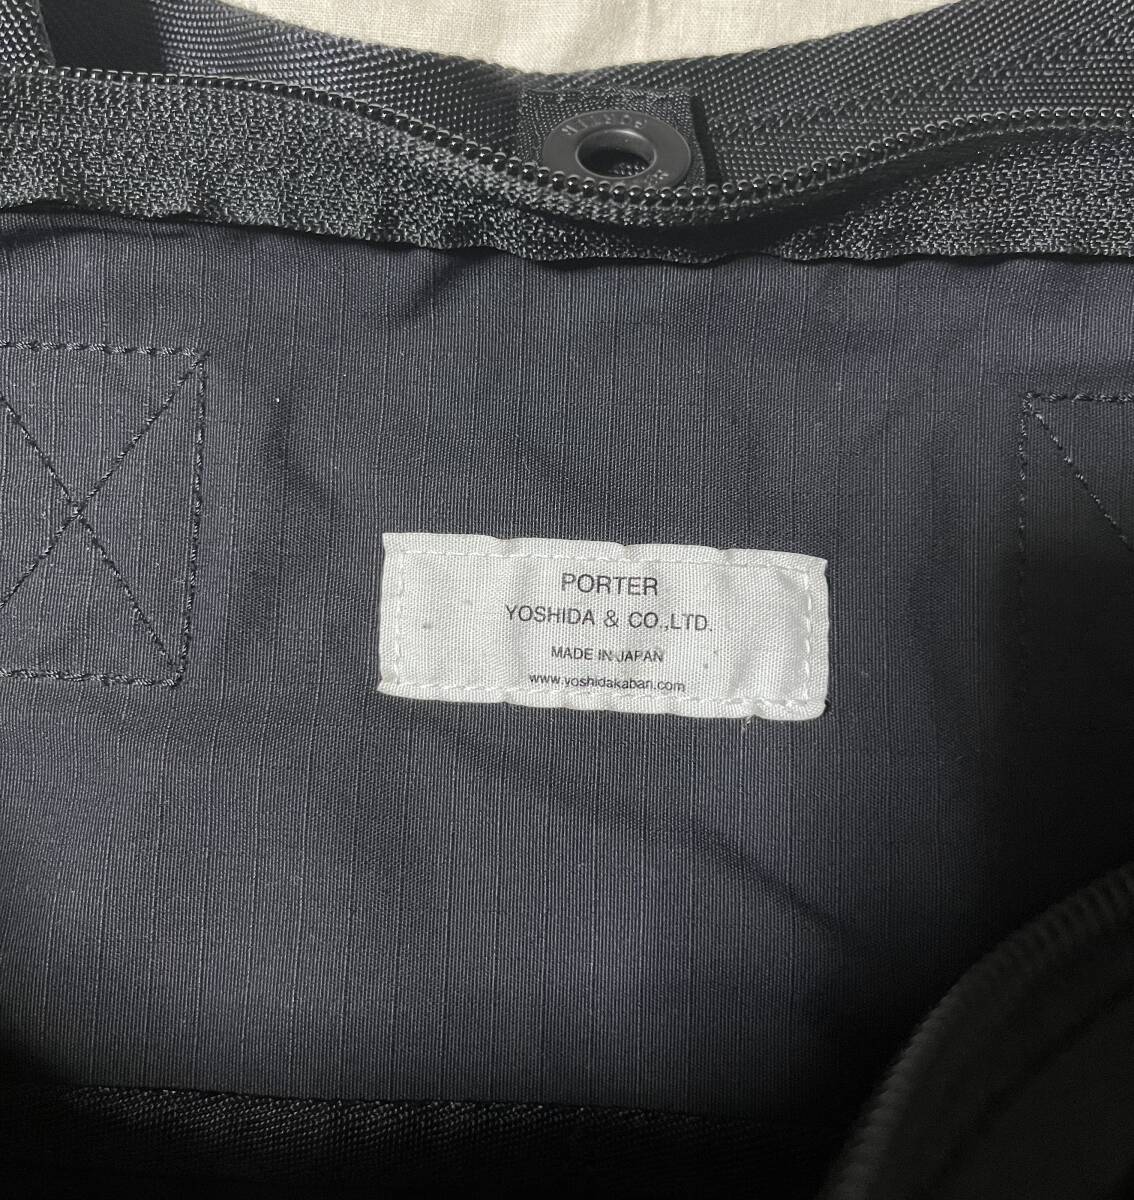 PORTER
YOSHIDA & CO.,LTD.
MADE IN JAPAN
www.yoshidakaban.com